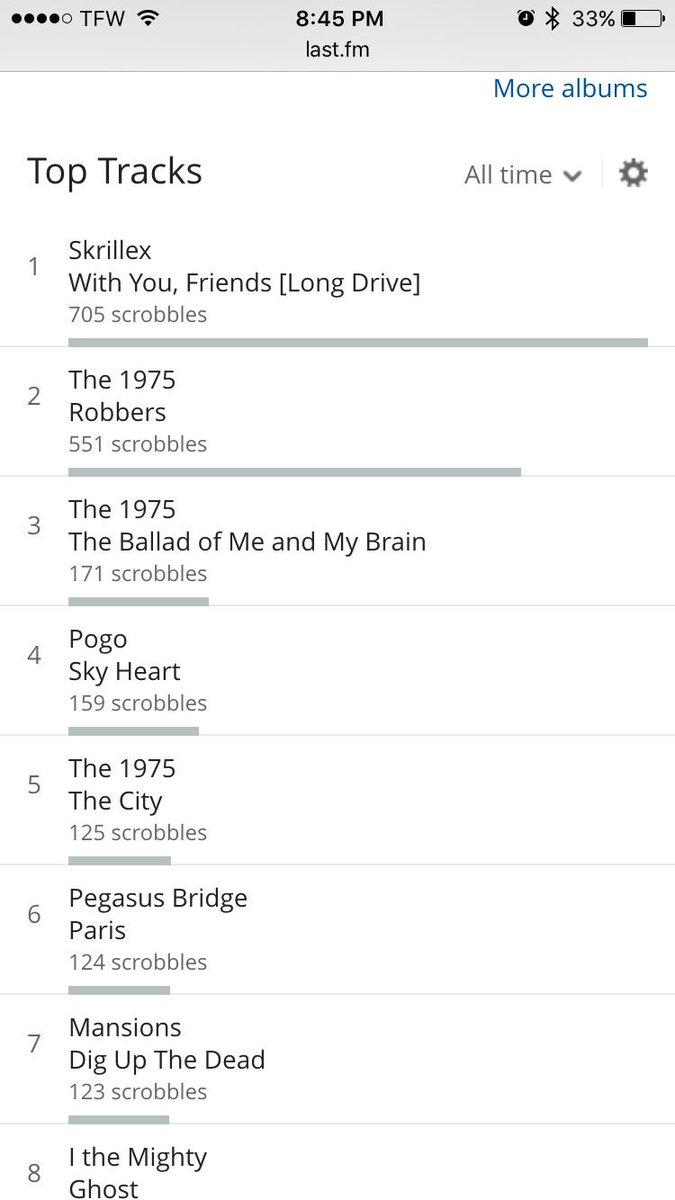 TFW 8:45 PM 33%
last.fm
More albums
Top Tracks All time
1
Skrillex
With You, Friends [Long Drive]
705 scrobbles
2
The 1975
Robbers
551 scrobbles
3
The 1975
The Ballad of Me and My Brain
171 scrobbles
4
Pogo
Sky Heart
159 scrobbles
5
The 1975
The City
125 scrobbles
6
Pegasus Bridge
Paris
124 scrobbles
7
Mansions
Dig Up The Dead
123 scrobbles
8
I the Mighty
Ghost